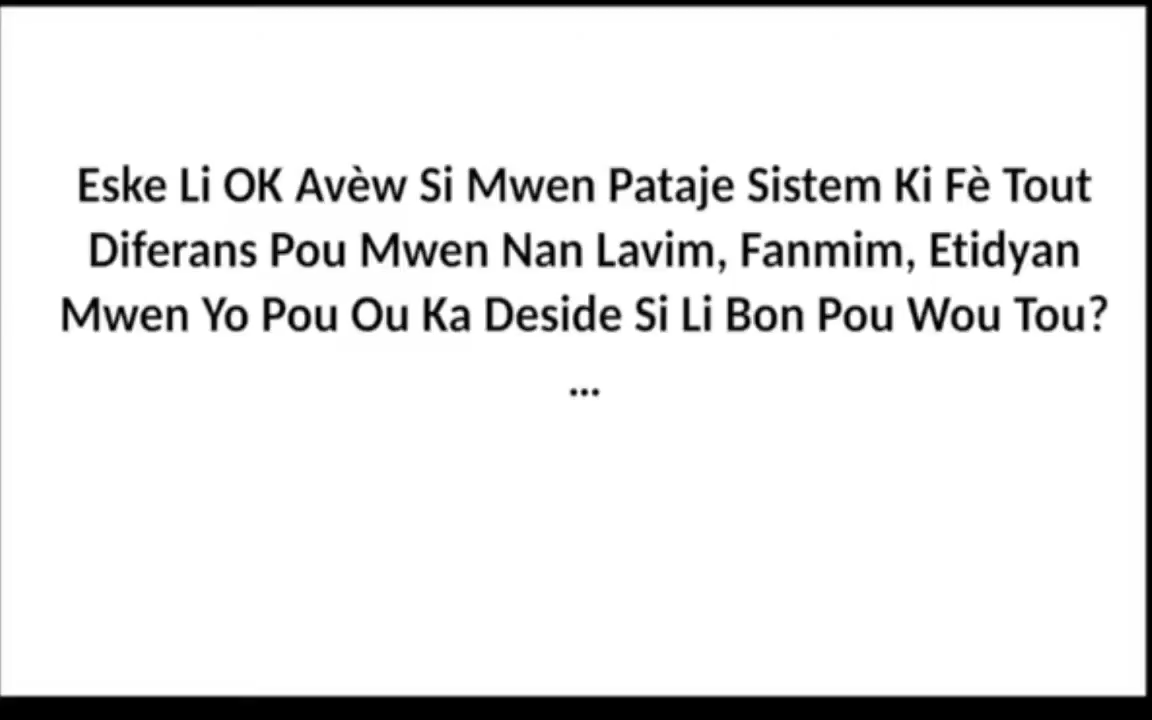 Eske Li OK Avèw Si Mwen Pataje Sistem Ki Fè Tout
Diferans Pou Mwen Nan Lavim, Fanmim, Etidyan
Mwen Yo Pou Ou Ka Deside Si Li Bon Pou Wou Tou?
...